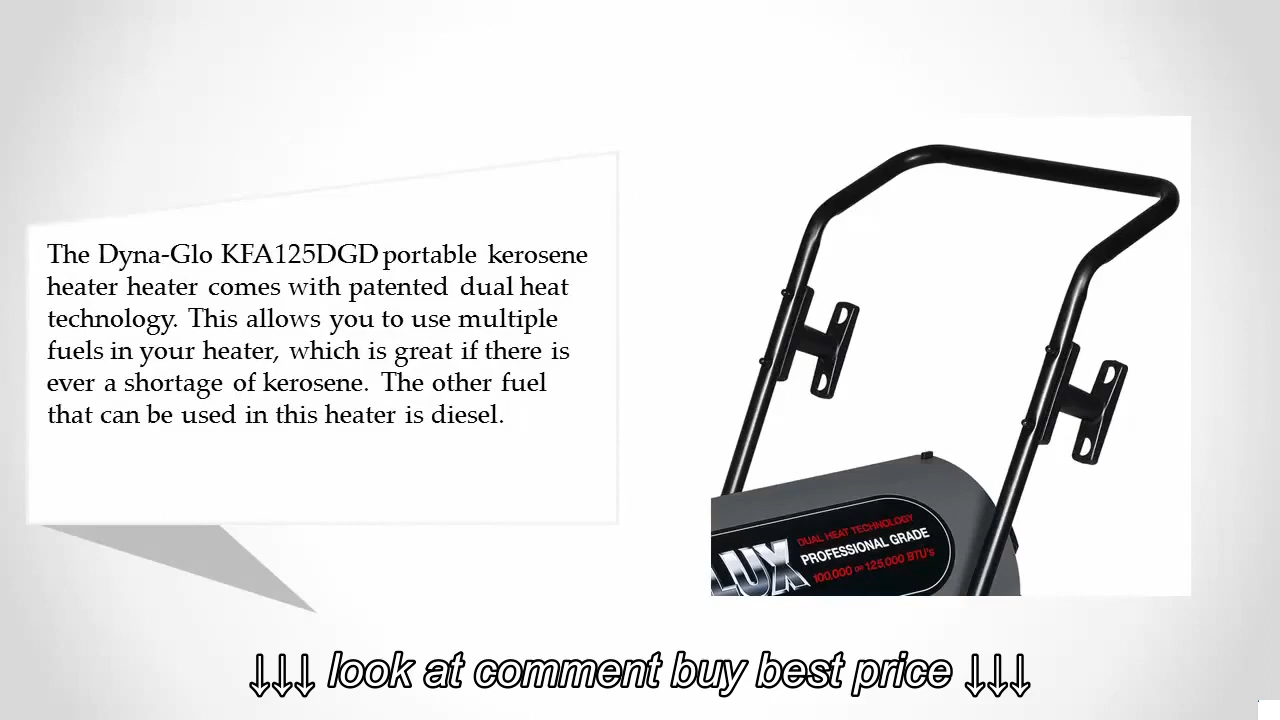 The Dyna-Glo KFA125DGD portable kerosene
heater heater comes with patented dual heat
technology. This allows you to use multiple
fuels in your heater, which is great if there is
ever a shortage of kerosene. The other fuel
that can be used in this heater is diesel.
LUX
DUAL HEAT TECHNOLOGY
PROFESSIONAL GRADE
100,000 OR 125,000 BTU's
↓↓↓ look at comment buy best price ↓↓↓